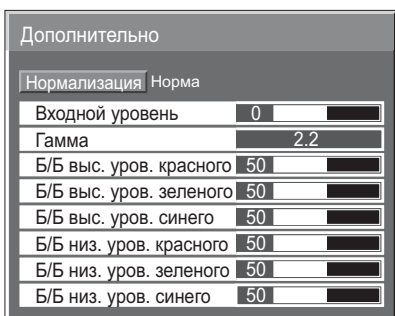 Дополнительно
Нормализация Норма
Входной уровень 0
Гамма 2.2
Б/Б выс. уров. красного 50
Б/Б выс. уров. зеленого 50
Б/Б выс. уров. синего 50
Б/Б низ. уров. красного 50
Б/Б низ. уров. зеленого 50
Б/Б низ. уров. синего 50